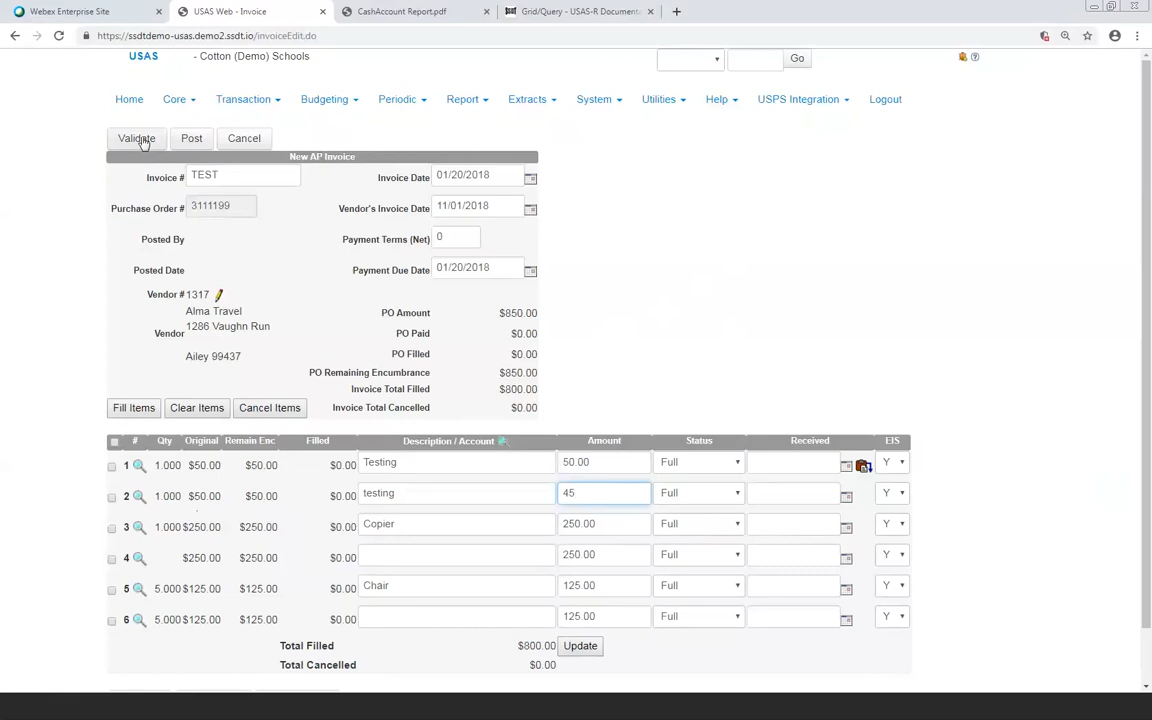 Webex Enterprise Site
USAS Web - Invoice
CashAccount Report.pdf
Grid/Query - USAS-R Document
https://ssdtdemo-usas.demo2.ssdt.io/invoiceEdit.do
USAS - Cotton (Demo) Schools
Go
Home Core Transaction Budgeting Periodic Report Extracts System Utilities Help USPS Integration Logout
Validate Post Cancel
New AP Invoice
Invoice # TEST Invoice Date 01/20/2018
Purchase Order # 3111199 Vendor's Invoice Date 11/01/2018
Posted By Payment Terms (Net) 0
Posted Date Payment Due Date 01/20/2018
Vendor # 1317
Alma Travel
PO Amount $850.00
1286 Vaughn Run
Vendor PO Paid $0.00
Ailey 99437 PO Filled $0.00
PO Remaining Encumbrance $850.00
Invoice Total Filled $800.00
Fill Items Clear Items Cancel Items Invoice Total Cancelled $0.00
# Qty Original Remain Enc Filled Description / Account Amount Status Received EIS
1 1.000 $50.00 $50.00 $0.00 Testing 50.00 Full Y
2 1.000 $50.00 $50.00 $0.00 testing 45 Full Y
3 1.000 $250.00 $250.00 $0.00 Copier 250.00 Full Y
4 $250.00 $250.00 $0.00 250.00 Full Y
5 5.000 $125.00 $125.00 $0.00 Chair 125.00 Full Y
6 5.000 $125.00 $125.00 $0.00 125.00 Full Y
Total Filled $800.00 Update
Total Cancelled $0.00